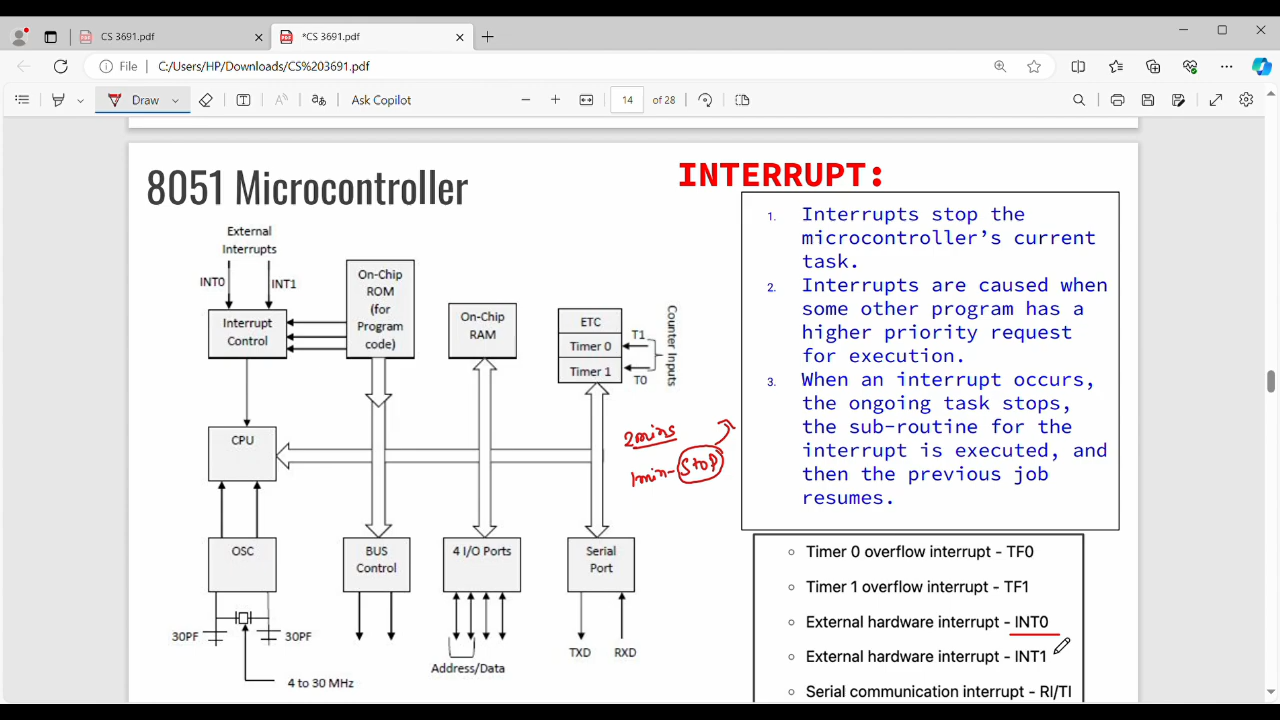 CS 3691.pdf
*CS 3691.pdf
File
C:/Users/HP/Downloads/CS%203691.pdf
Draw
Ask Copilot
14
of 28
8051 Microcontroller
INTERRUPT:
1. Interrupts stop the
microcontroller's current
task.
2. Interrupts are caused when
some other program has a
higher priority request
for execution.
3. When an interrupt occurs,
the ongoing task stops,
the sub-routine for the
interrupt is executed, and
then the previous job
resumes.
External
Interrupts
INT0
INT1
Interrupt
Control
On-Chip
ROM
(for
Program
code)
On-Chip
RAM
ETC
Timer 0
Timer 1
T1
T0
Counter Inputs
CPU
2mins
1min- Stop
OSC
BUS
Control
4 I/O Ports
Serial
Port
30PF
30PF
TXD
RXD
Address/Data
4 to 30 MHz
Timer 0 overflow interrupt - TF0
Timer 1 overflow interrupt - TF1
External hardware interrupt - INT0
External hardware interrupt - INT1
Serial communication interrupt - RI/TI